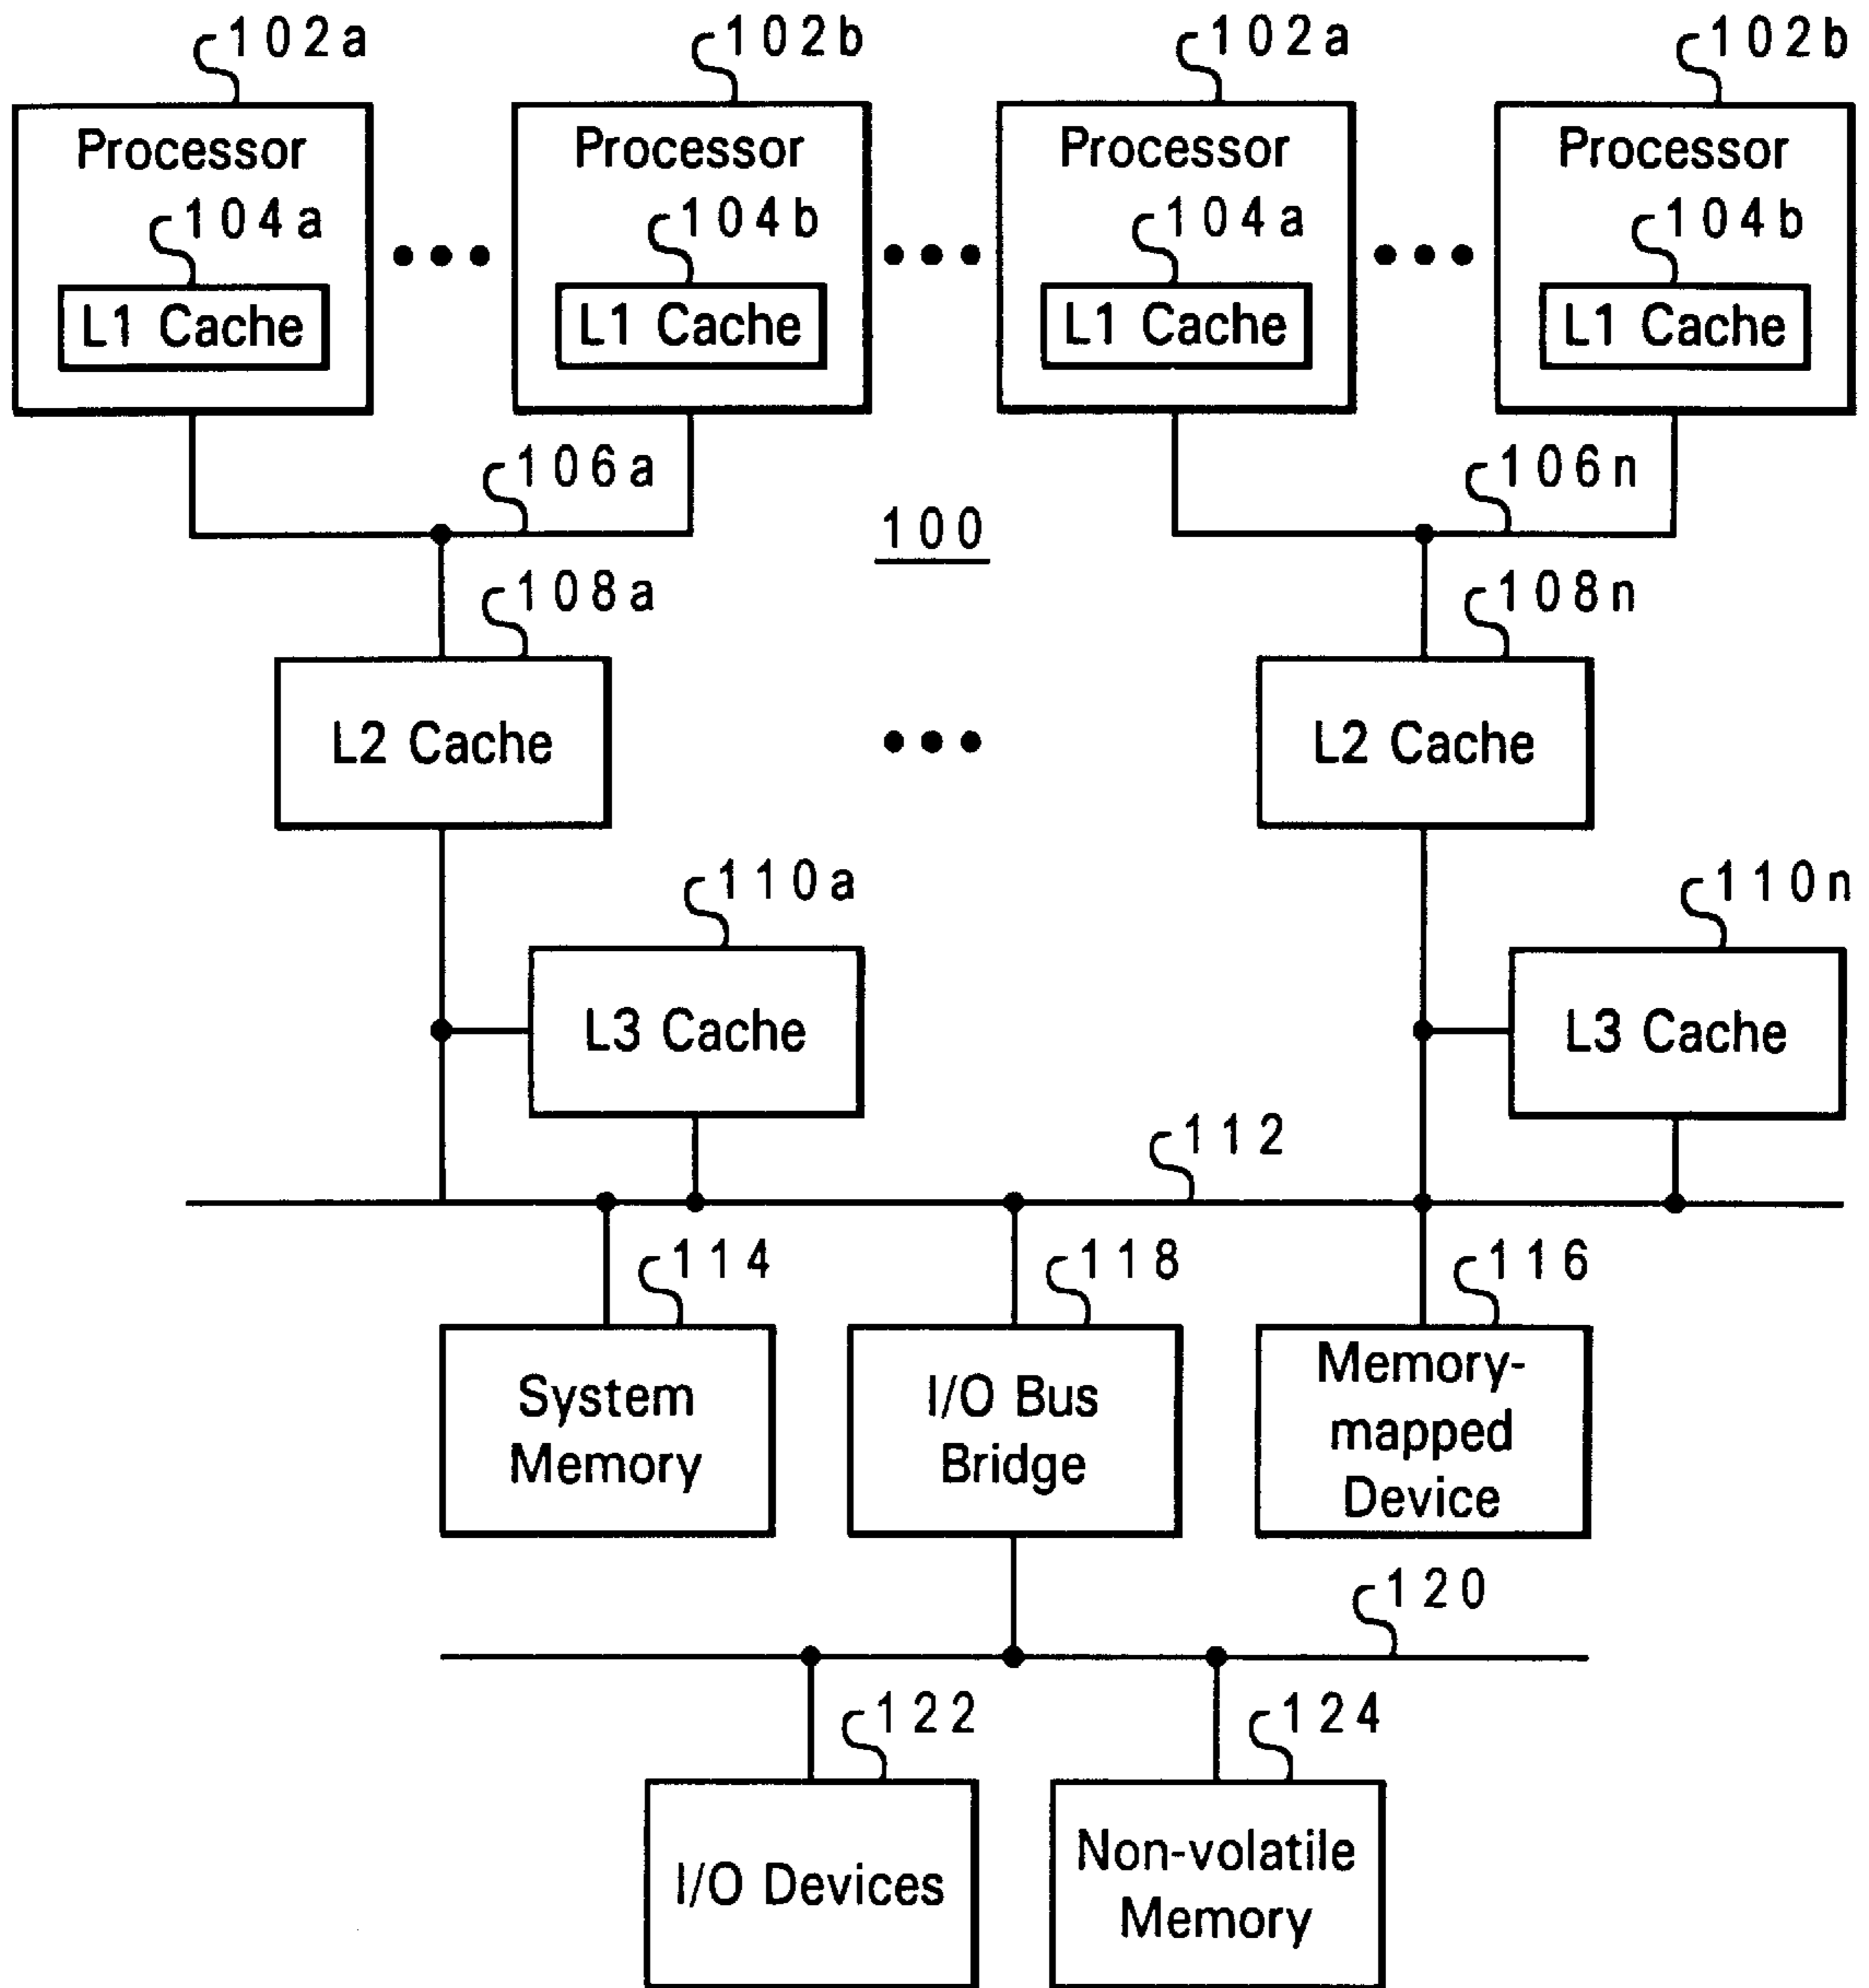 102a 102b 102a 102b
Processor Processor Processor Processor
104a 104b 104a 104b
L1 Cache L1 Cache L1 Cache L1 Cache
106a 106n
100
108a 108n
L2 Cache L2 Cache
110a 110n
L3 Cache L3 Cache
112
114 118 116
System
Memory
I/O Bus
Bridge
Memory-
mapped
Device
120
122 124
I/O Devices
Non-volatile
Memory